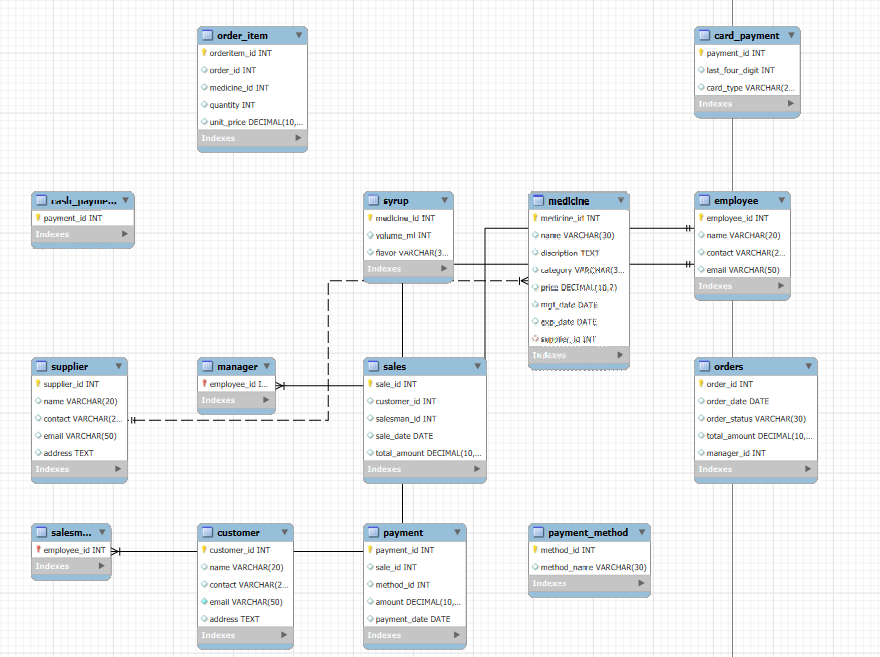 order_item
orderitem_id INT
order_id INT
medicine_id INT
quantity INT
unit_price DECIMAL(10,...
Indexes
card_payment
payment_id INT
last_four_digit INT
card_type VARCHAR(2...
Indexes
cash_payme...
payment_id INT
Indexes
syrup
medicine_id INT
volume_ml INT
flavor VARCHAR(3...
Indexes
medicine
medicine_id INT
name VARCHAR(30)
discription TEXT
category VARCHAR(3...
price DECIMAL(10,2)
mgt_date DATE
exp_date DATE
supplier_id INT
Indexes
employee
employee_id INT
name VARCHAR(20)
contact VARCHAR(2...
email VARCHAR(50)
Indexes
supplier
supplier_id INT
name VARCHAR(20)
contact VARCHAR(2...
email VARCHAR(50)
address TEXT
Indexes
manager
employee_id I...
Indexes
sales
sale_id INT
customer_id INT
salesman_id INT
sale_date DATE
total_amount DECIMAL(10,...
Indexes
orders
order_id INT
order_date DATE
order_status VARCHAR(30)
total_amount DECIMAL(10,...
manager_id INT
Indexes
salesm...
employee_id INT
Indexes
customer
customer_id INT
name VARCHAR(20)
contact VARCHAR(2...
email VARCHAR(50)
address TEXT
Indexes
payment
payment_id INT
sale_id INT
method_id INT
amount DECIMAL(10,...
payment_date DATE
Indexes
payment_method
method_id INT
method_name VARCHAR(30)
Indexes